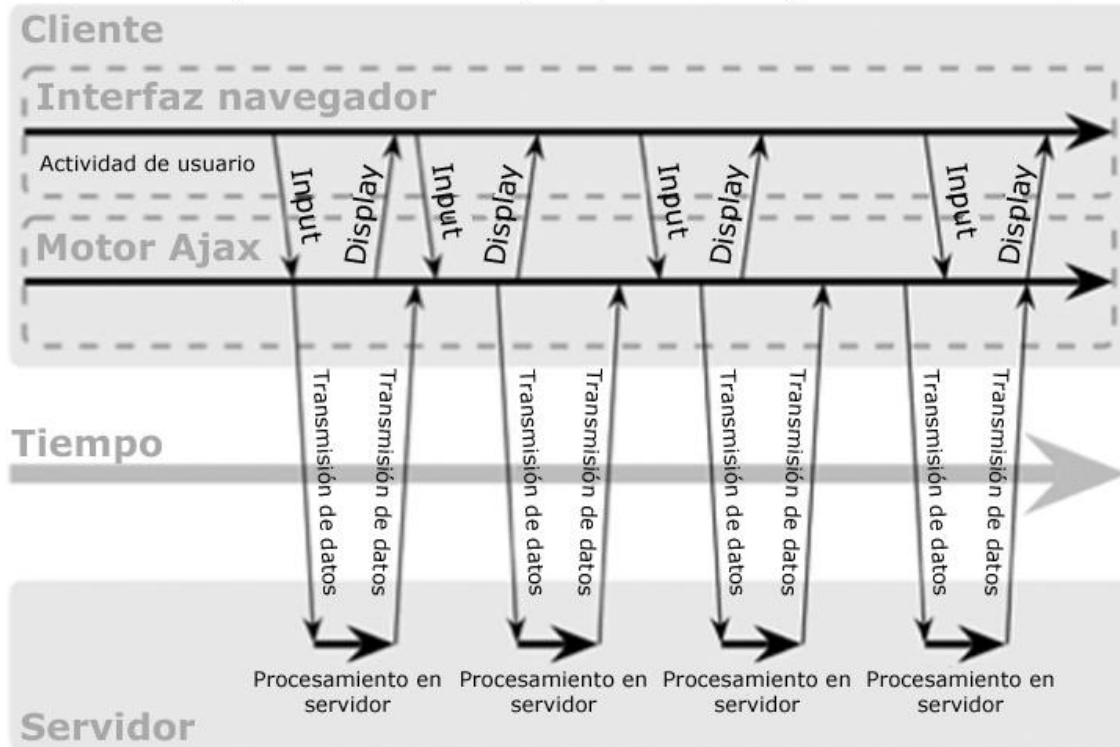 Cliente
Interfaz navegador
Actividad de usuario
Input
Display
Input
Display
Input
Display
Input
Display
Motor Ajax
Transmisión de datos
Transmisión de datos
Transmisión de datos
Transmisión de datos
Transmisión de datos
Transmisión de datos
Transmisión de datos
Transmisión de datos
Tiempo
Procesamiento en
servidor
Procesamiento en
servidor
Procesamiento en
servidor
Procesamiento en
servidor
Servidor